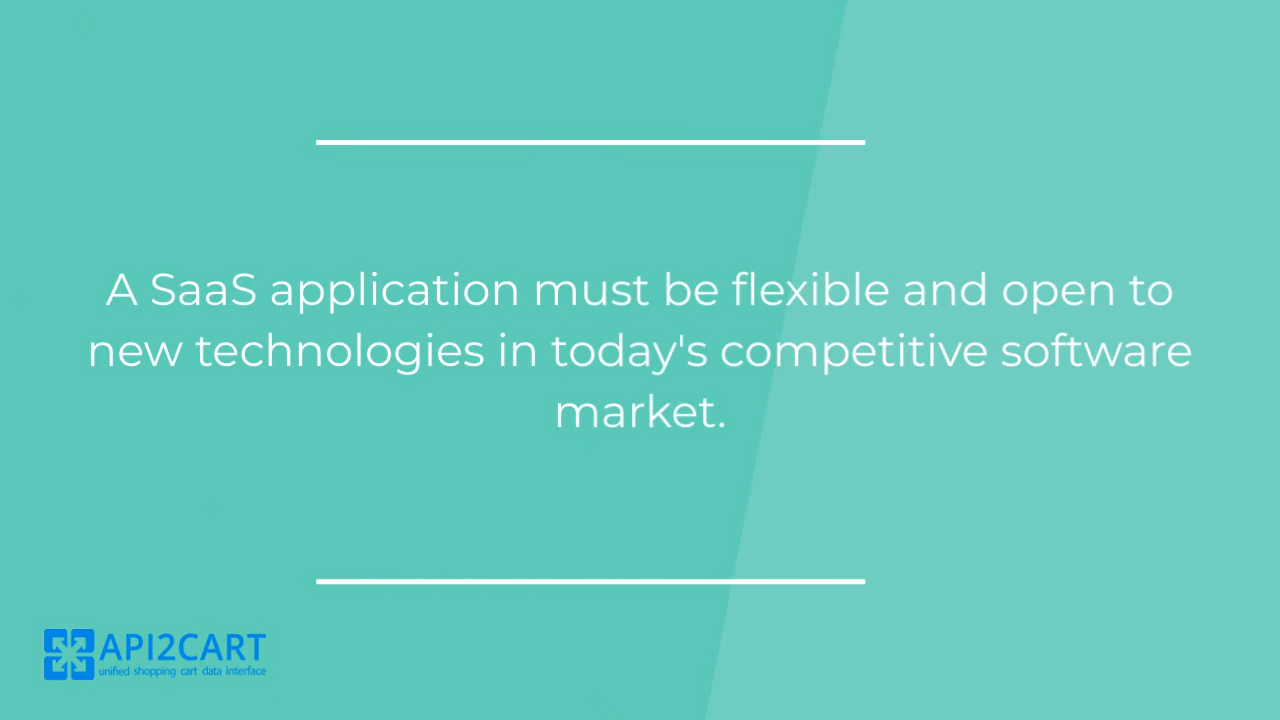 A SaaS application must be flexible and open to
new technologies in today's competitive software
market.
API2CART
unified shopping cart data interface